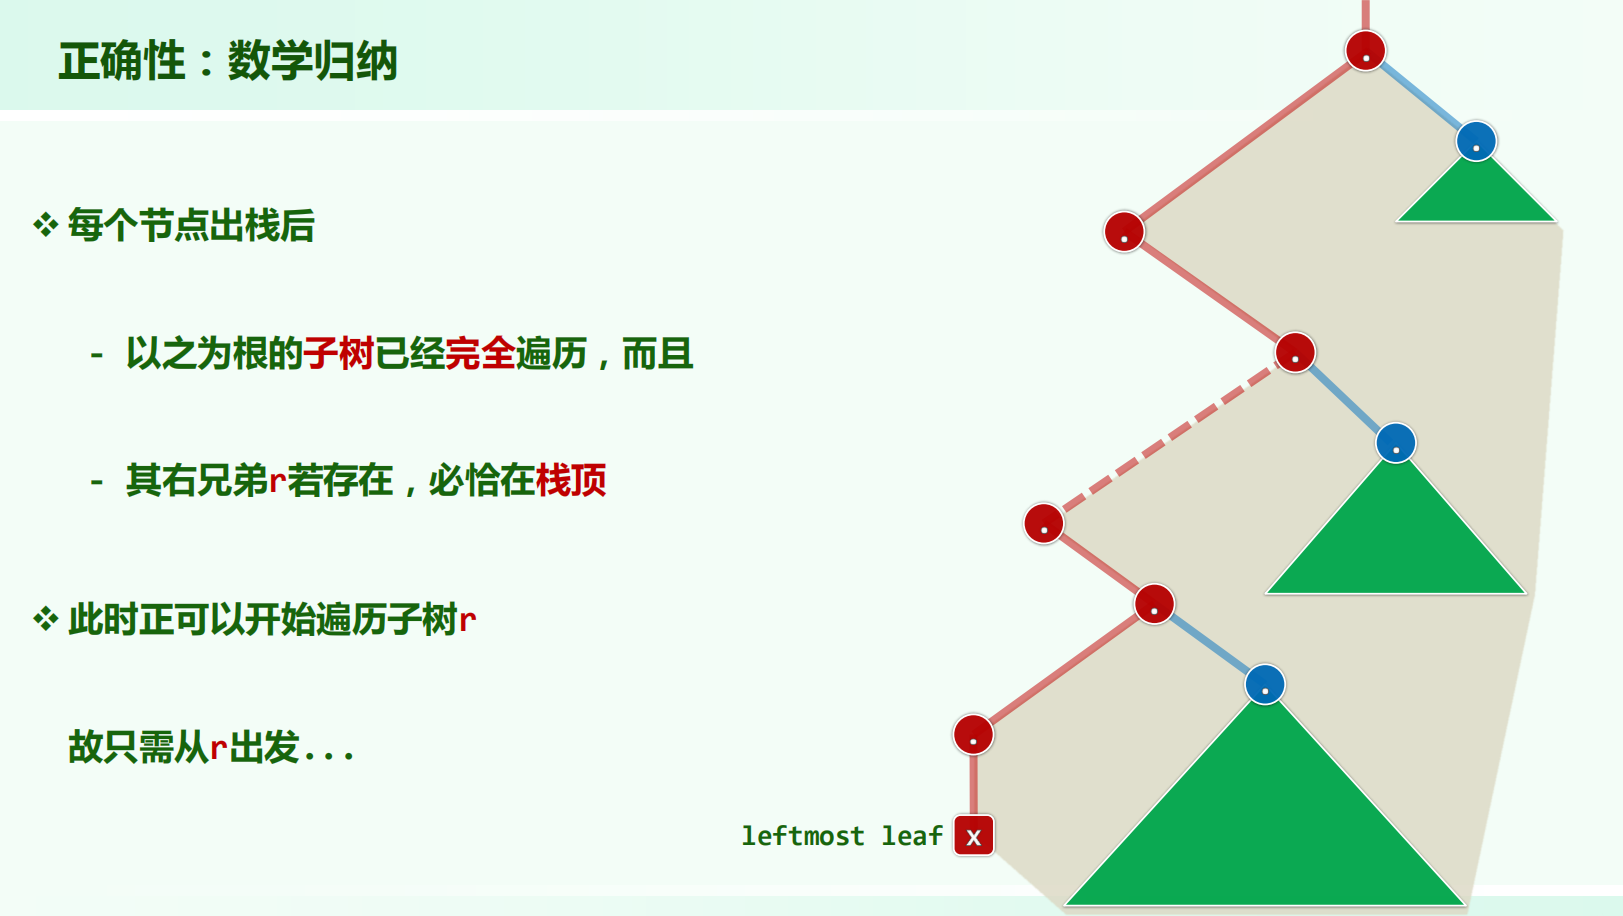 正确性：数学归纳
❖ 每个节点出栈后
- 以之为根的子树已经完全遍历，而且
- 其右兄弟r若存在，必恰在栈顶
❖ 此时正可以开始遍历子树r
故只需从r出发...
leftmost leaf
x